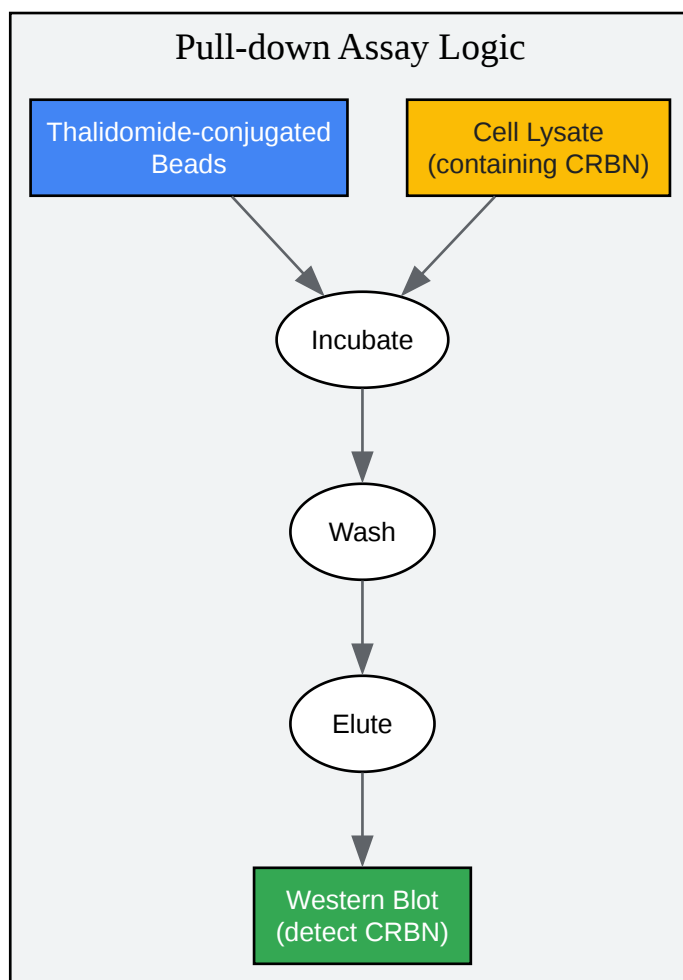 Pull-down Assay Logic
Thalidomide-conjugated
Beads
Cell Lysate
(containing CRBN)
Incubate
Wash
Elute
Western Blot
(detect CRBN)